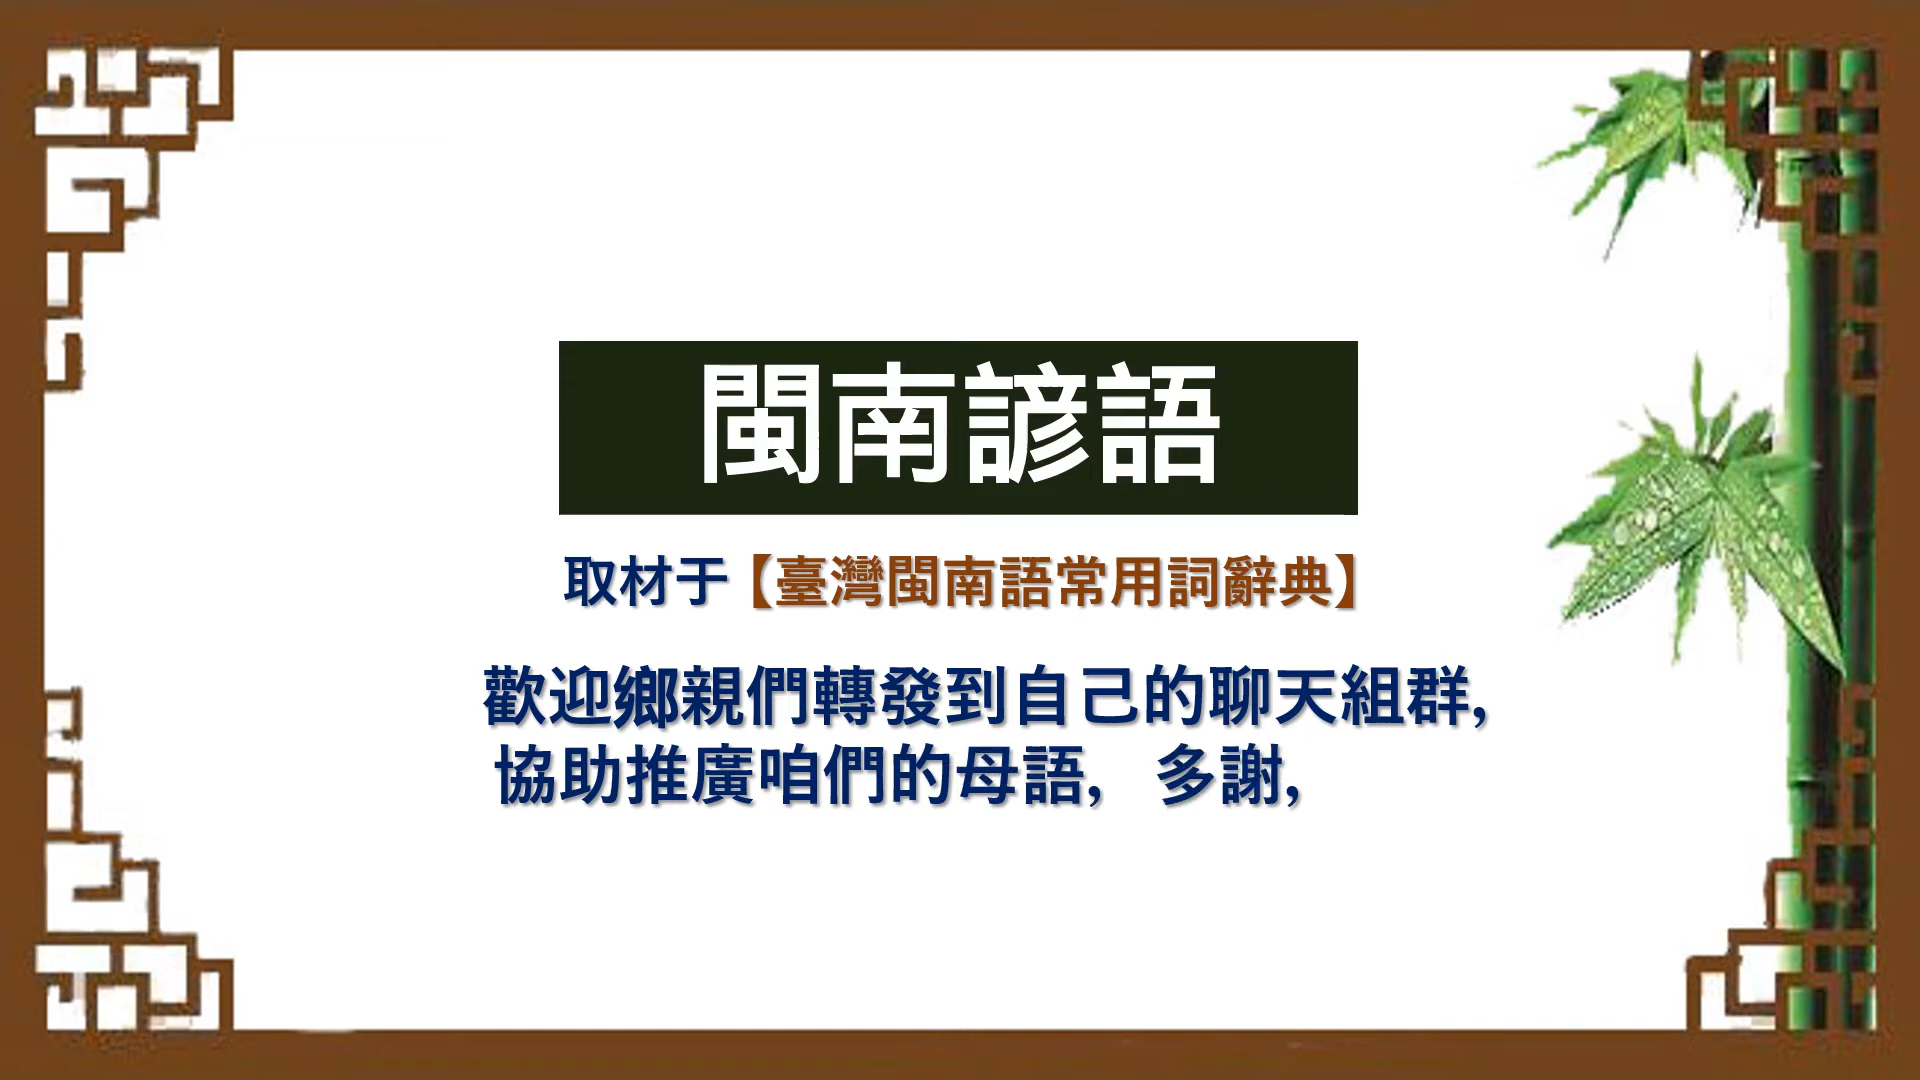 閩南諺語
取材于【臺灣閩南語常用詞辭典】
歡迎鄉親們轉發到自己的聊天組群,
協助推廣咱們的母語, 多謝,